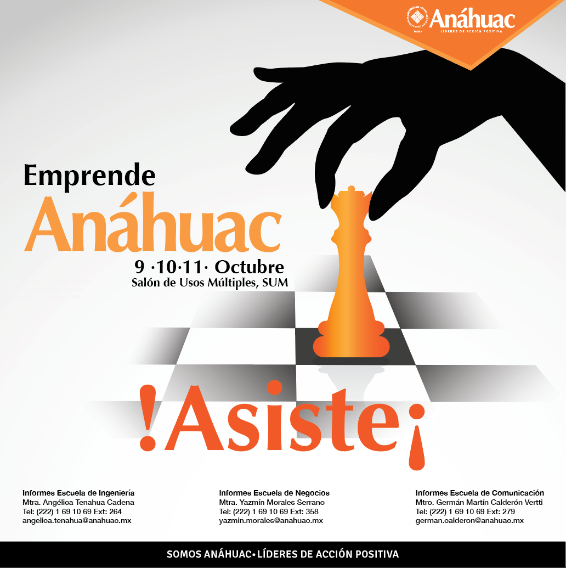 Anáhuac
LÍDERES DE ACCIÓN POSITIVA
Emprende
Anáhuac
9 ·10·11· Octubre
Salón de Usos Múltiples, SUM
!Asiste¡
Informes Escuela de Ingeniería
Mtra. Angélica Tenahua Cadena
Tel: (222) 1 69 10 69 Ext: 264
angelica.tenahua@anahuac.mx
Informes Escuela de Negocios
Mtra. Yazmín Morales Serrano
Tel: (222) 1 69 10 69 Ext: 358
yazmin.morales@anahuac.mx
Informes Escuela de Comunicación
Mtro. Germán Martín Calderón Vertti
Tel: (222) 1 69 10 69 Ext: 279
german.calderon@anahuac.mx
SOMOS ANÁHUAC•LÍDERES DE ACCIÓN POSITIVA